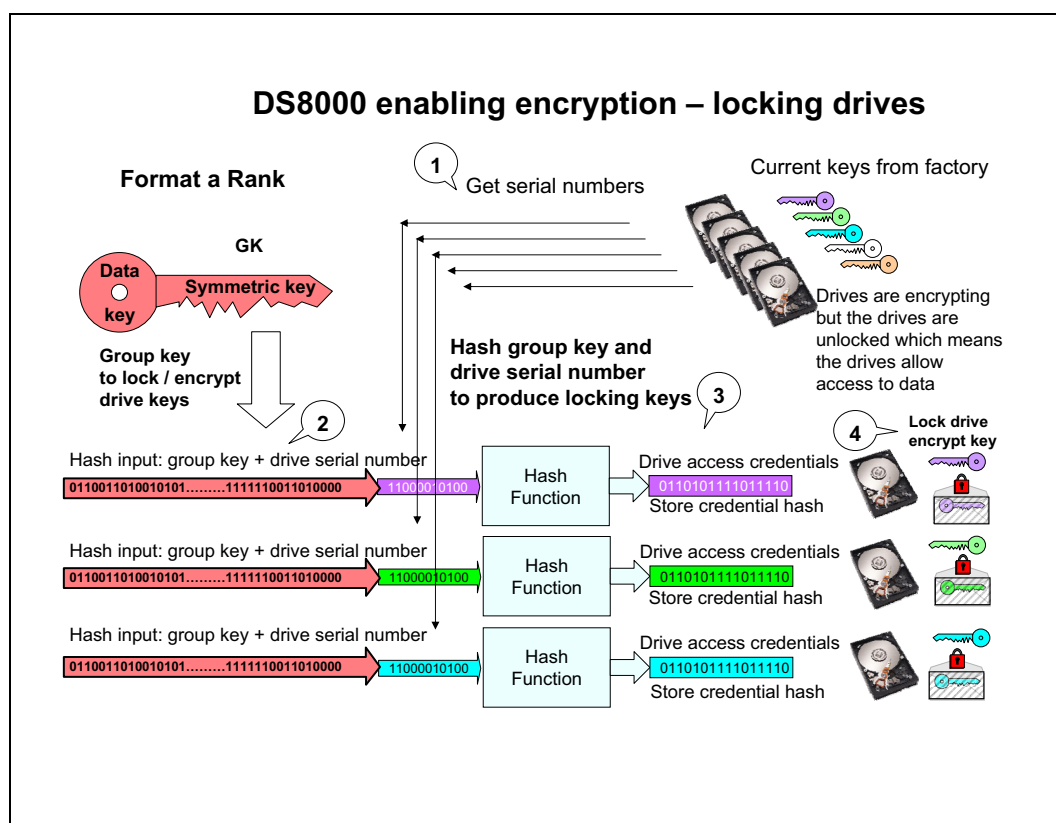 DS8000 enabling encryption – locking drives
Format a Rank
1
Get serial numbers
Current keys from factory
GK
Data
key
Symmetric key
Drives are encrypting
but the drives are
unlocked which means
the drives allow
access to data
Group key
to lock / encrypt
drive keys
Hash group key and
drive serial number
to produce locking keys
2
3
4
Lock drive
encrypt key
Hash input: group key + drive serial number
0110011010010101.........1111110011010000
11000010100
Hash
Function
Drive access credentials
0110101111011110
Store credential hash
Hash input: group key + drive serial number
0110011010010101.........1111110011010000
11000010100
Hash
Function
Drive access credentials
0110101111011110
Store credential hash
Hash input: group key + drive serial number
0110011010010101.........1111110011010000
11000010100
Hash
Function
Drive access credentials
0110101111011110
Store credential hash